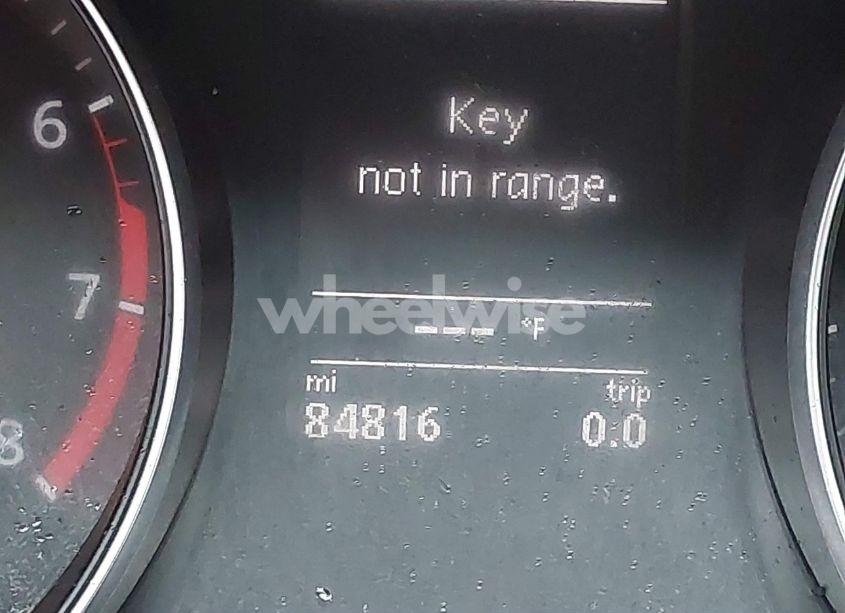 Key
not in range.
6
7
8
wheelwise
--- °F
mi trip
84816 0.0